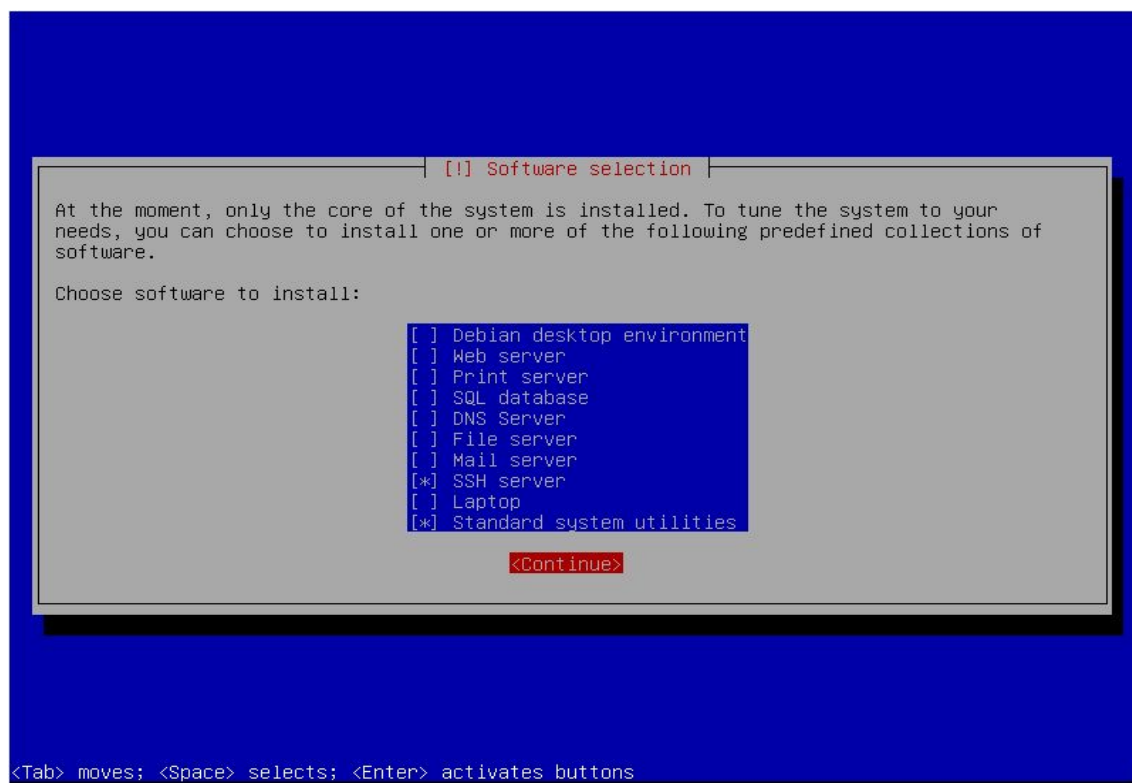 [!] Software selection
At the moment, only the core of the system is installed. To tune the system to your
needs, you can choose to install one or more of the following predefined collections of
software.
Choose software to install:
[ ] Debian desktop environment
[ ] Web server
[ ] Print server
[ ] SQL database
[ ] DNS Server
[ ] File server
[ ] Mail server
[*] SSH server
[ ] Laptop
[*] Standard system utilities
<Continue>
<Tab> moves; <Space> selects; <Enter> activates buttons